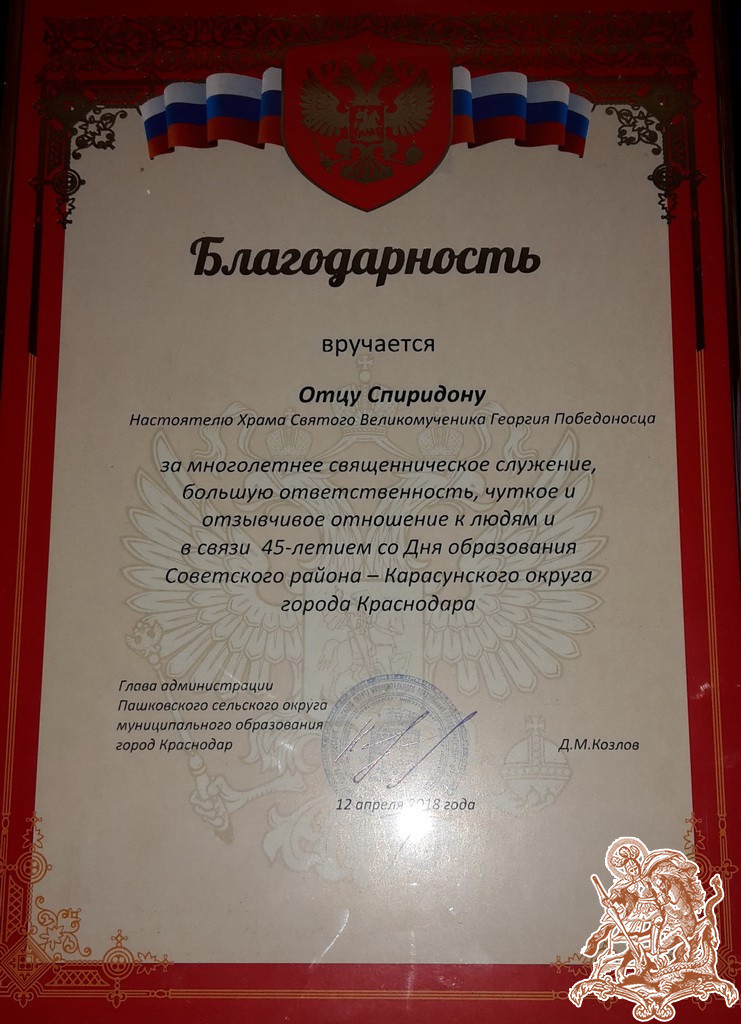 Благодарность
вручается
Отцу Спиридону
Настоятелю Храма Святого Великомученика Георгия Победоносца
за многолетнее священническое служение,
большую ответственность, чуткое и
отзывчивое отношение к людям и
в связи 45-летием со Дня образования
Советского района – Карасунского округа
города Краснодара
Глава администрации
Пашковского сельского округа
муниципального образования
город Краснодар
Д.М.Козлов
12 апреля 2018 года